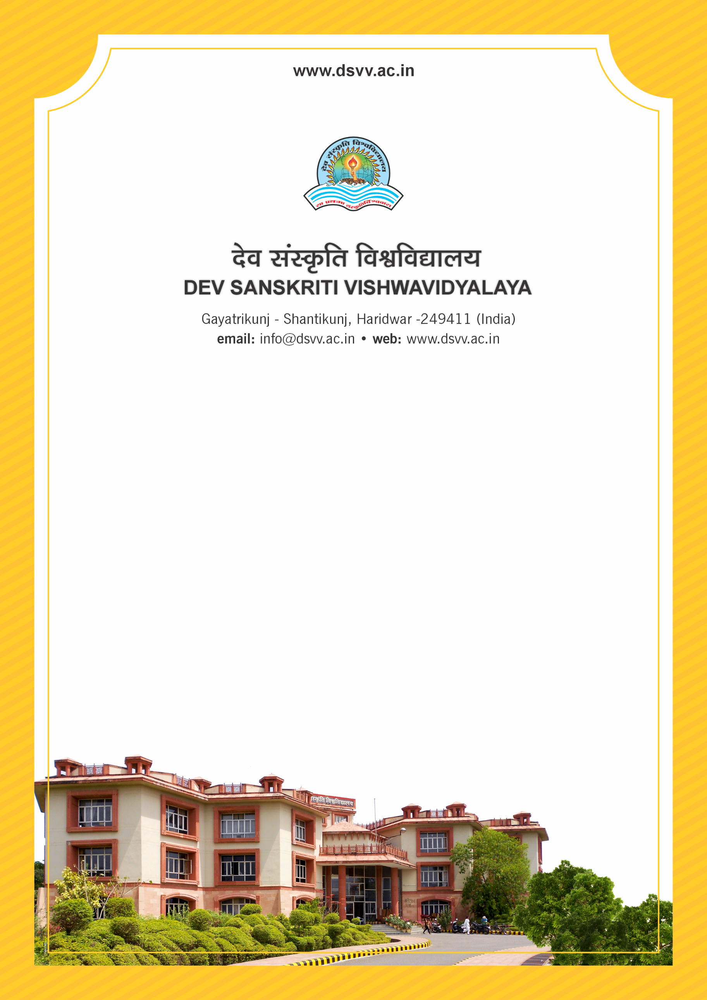 www.dsvv.ac.in
देव संस्कृति विश्वविद्यालय
या प्रथमा संस्कृतिर्विश्ववारा
देव संस्कृति विश्वविद्यालय
DEV SANSKRITI VISHWAVIDYALAYA
Gayatrikunj - Shantikunj, Haridwar -249411 (India)
email: info@dsvv.ac.in • web: www.dsvv.ac.in
स्कृति विश्वविद्यालय